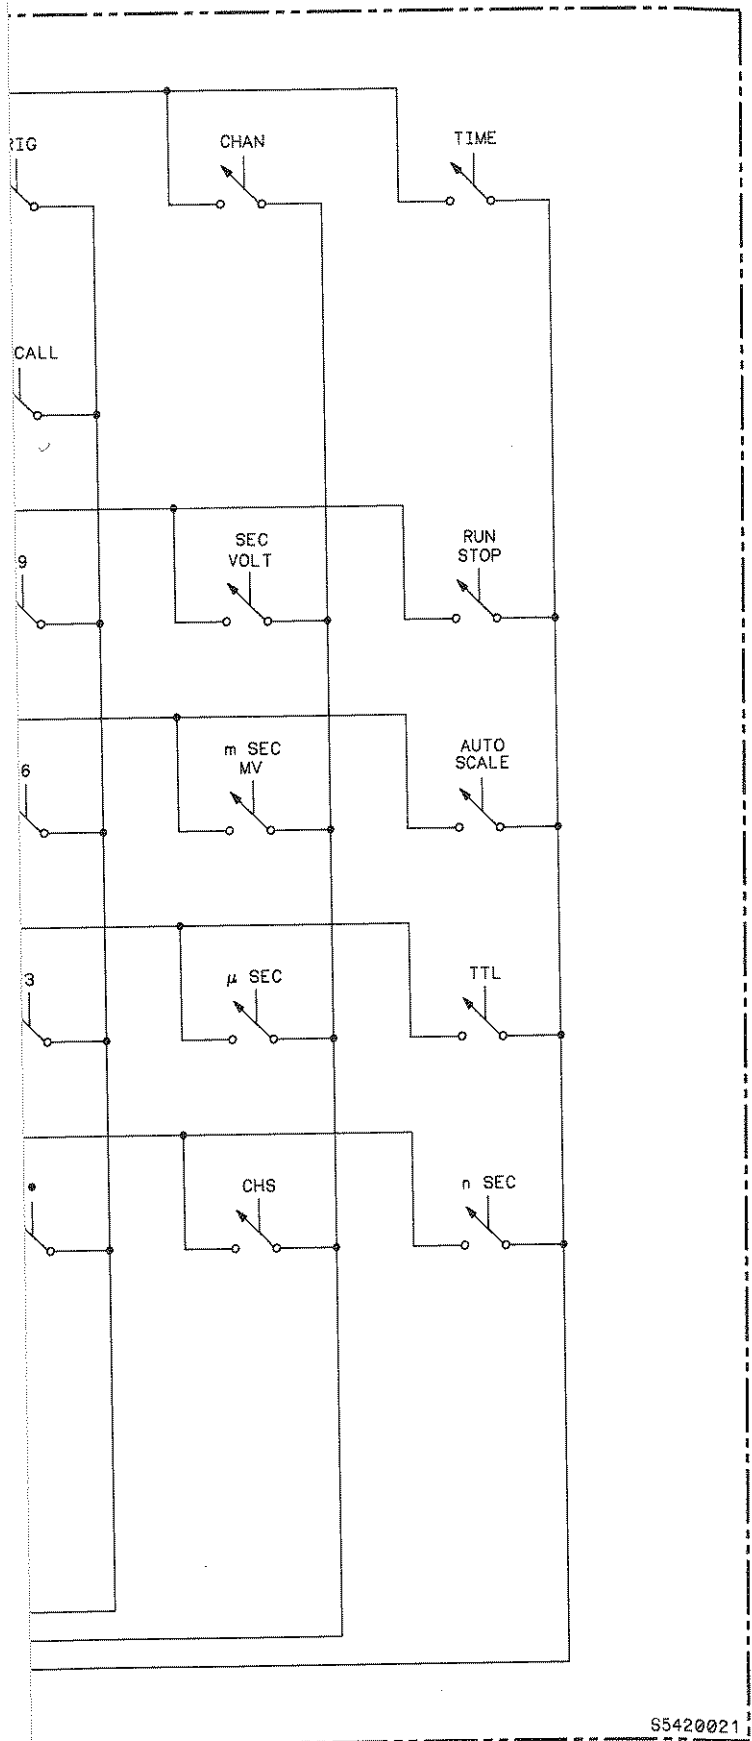 RIG
CHAN
TIME
CALL
9
SEC
VOLT
RUN
STOP
6
m SEC
MV
AUTO
SCALE
3
μ SEC
TTL
•
CHS
n SEC
S5420021